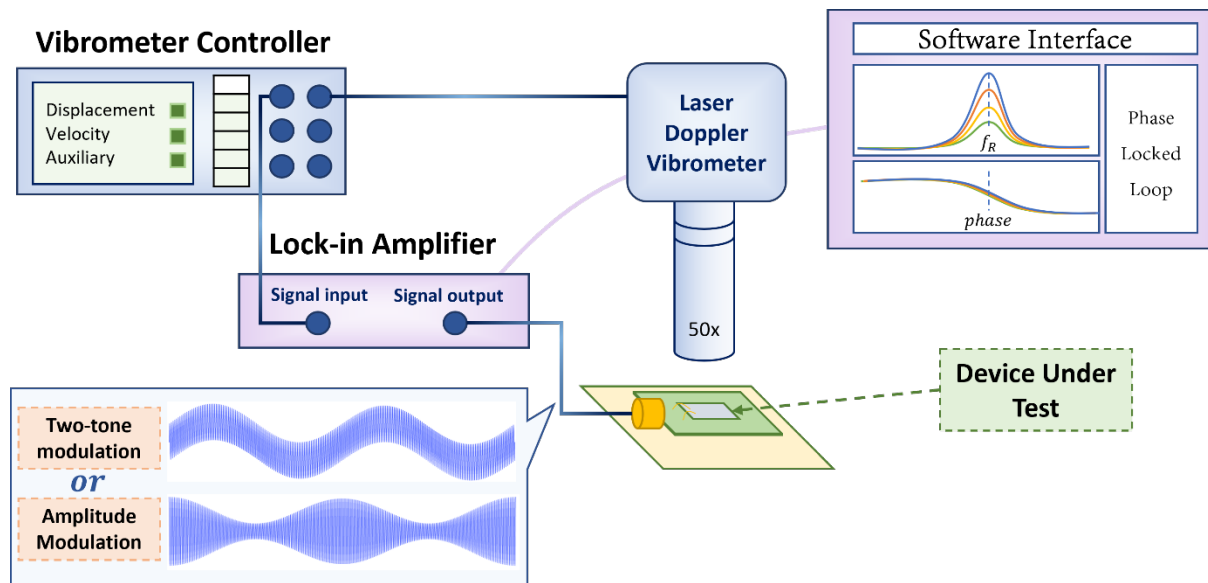 Vibrometer Controller
Displacement
Velocity
Auxiliary
Laser
Doppler
Vibrometer
Software Interface
f_R
phase
Phase
Locked
Loop
Lock-in Amplifier
Signal input
Signal output
50x
Device Under
Test
Two-tone
modulation
or
Amplitude
Modulation